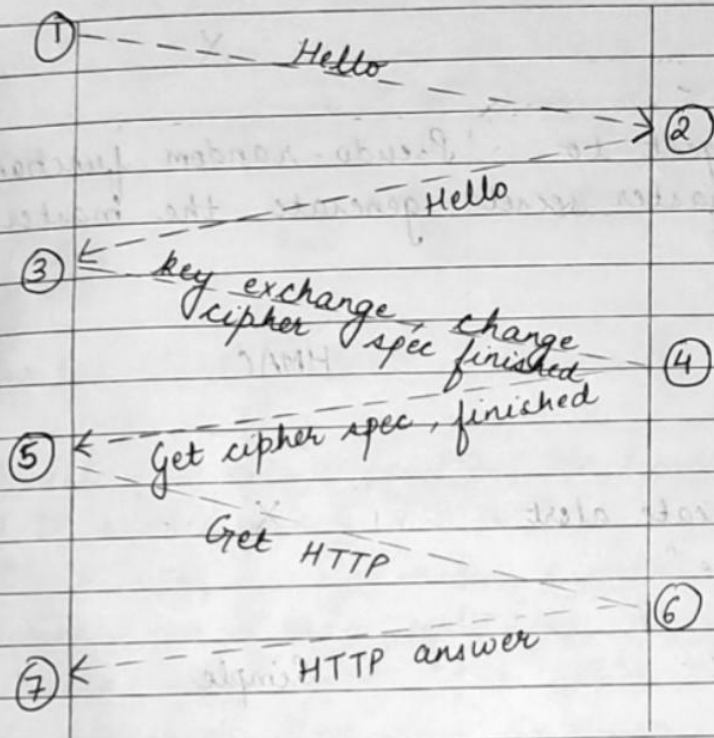 1
Hello
2
Hello
3
key exchange, change
cipher spec finished
4
Get cipher spec, finished
5
Get HTTP
6
HTTP answer
7